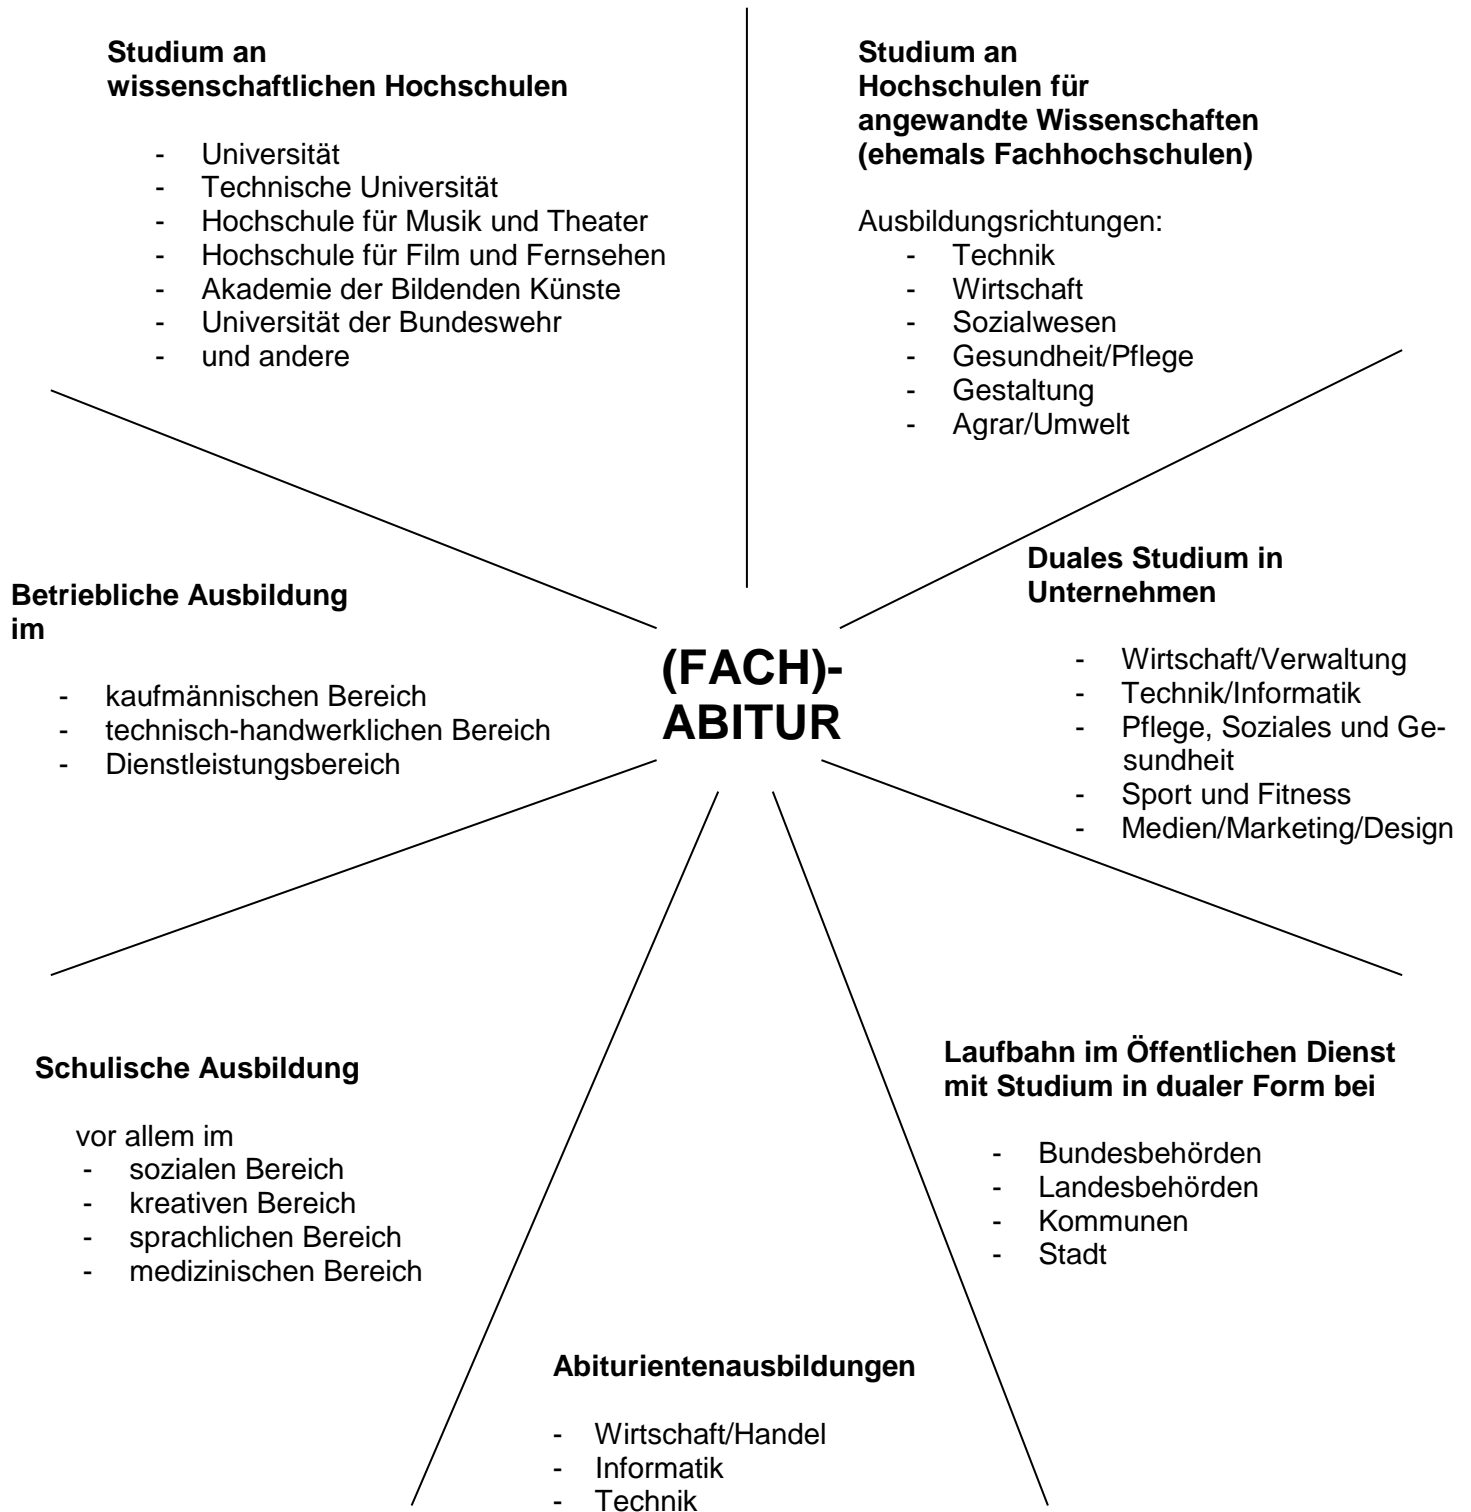 Studium an
wissenschaftlichen Hochschulen
- Universität
- Technische Universität
- Hochschule für Musik und Theater
- Hochschule für Film und Fernsehen
- Akademie der Bildenden Künste
- Universität der Bundeswehr
- und andere
Studium an
Hochschulen für
angewandte Wissenschaften
(ehemals Fachhochschulen)
Ausbildungsrichtungen:
- Technik
- Wirtschaft
- Sozialwesen
- Gesundheit/Pflege
- Gestaltung
- Agrar/Umwelt
Betriebliche Ausbildung
im
- kaufmännischen Bereich
- technisch-handwerklichen Bereich
- Dienstleistungsbereich
(FACH)-
ABITUR
Duales Studium in
Unternehmen
- Wirtschaft/Verwaltung
- Technik/Informatik
- Pflege, Soziales und Ge-
sundheit
- Sport und Fitness
- Medien/Marketing/Design
Schulische Ausbildung
vor allem im
- sozialen Bereich
- kreativen Bereich
- sprachlichen Bereich
- medizinischen Bereich
Laufbahn im Öffentlichen Dienst
mit Studium in dualer Form bei
- Bundesbehörden
- Landesbehörden
- Kommunen
- Stadt
Abiturientenausbildungen
- Wirtschaft/Handel
- Informatik
- Technik